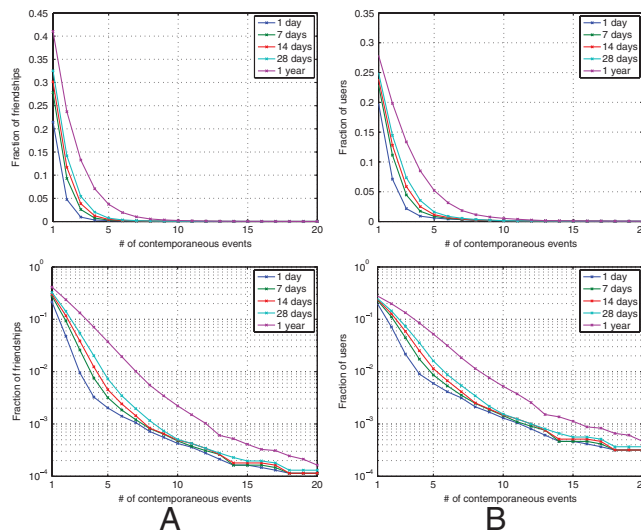 0.45
0.4
0.35
0.3
0.25
0.2
0.15
0.1
0.05
0
1 5 10 15 20
Fraction of friendships
# of contemporaneous events
1 day
7 days
14 days
28 days
1 year
0.35
0.3
0.25
0.2
0.15
0.1
0.05
0
1 5 10 15 20
Fraction of users
# of contemporaneous events
1 day
7 days
14 days
28 days
1 year
10^0
10^-1
10^-2
10^-3
10^-4
1 5 10 15 20
Fraction of friendships
# of contemporaneous events
1 day
7 days
14 days
28 days
1 year
A
10^0
10^-1
10^-2
10^-3
10^-4
1 5 10 15 20
Fraction of users
# of contemporaneous events
1 day
7 days
14 days
28 days
1 year
B